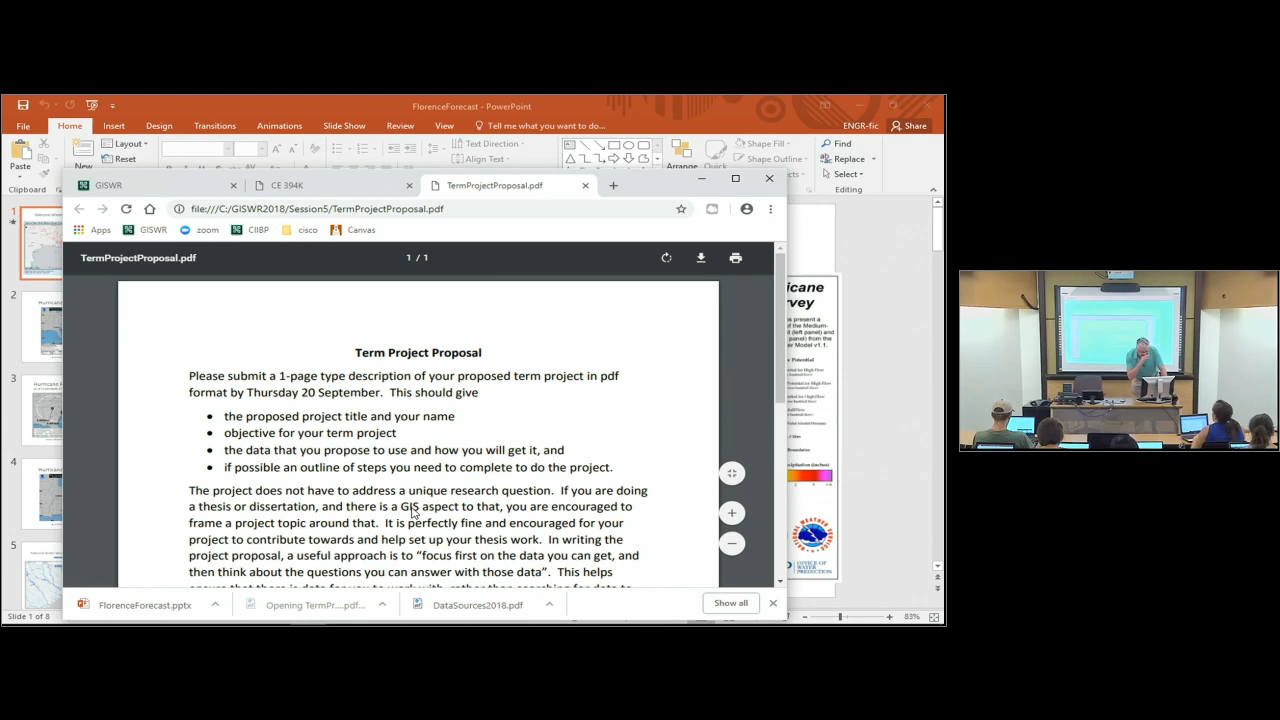 FlorenceForecast - PowerPoint
File Home Insert Design Transitions Animations Slide Show Review View Tell me what you want to do... ENGR-fic Share
Paste
Clipboard
New
Layout
Reset
Text Direction
Align Text
Arrange
Quick
Shape Fill
Shape Outline
Find
Replace
Select
Editing
GISWR
CE 394K
TermProjectProposal.pdf
file:///C:/GISWR2018/Session5/TermProjectProposal.pdf
Apps GISWR zoom CIIBP cisco Canvas
TermProjectProposal.pdf 1 / 1
Term Project Proposal
Please submit a 1-page type description of your proposed term project in pdf
format by Thursday 20 September. This should give
• the proposed project title and your name
• objective for your term project
• the data that you propose to use and how you will get it, and
• if possible an outline of steps you need to complete to do the project.
The project does not have to address a unique research question. If you are doing
a thesis or dissertation, and there is a GIS aspect to that, you are encouraged to
frame a project topic around that. It is perfectly fine and encouraged for your
project to contribute towards and help set up your thesis work. In writing the
project proposal, a useful approach is to "focus first on the data you can get, and
then think about the questions you can answer with those data". This helps
FlorenceForecast.pptx
Opening TermPr....pdf...
DataSources2018.pdf
Show all
1
2
3
4
5
icane
rvey
Slide 1 of 8
83%